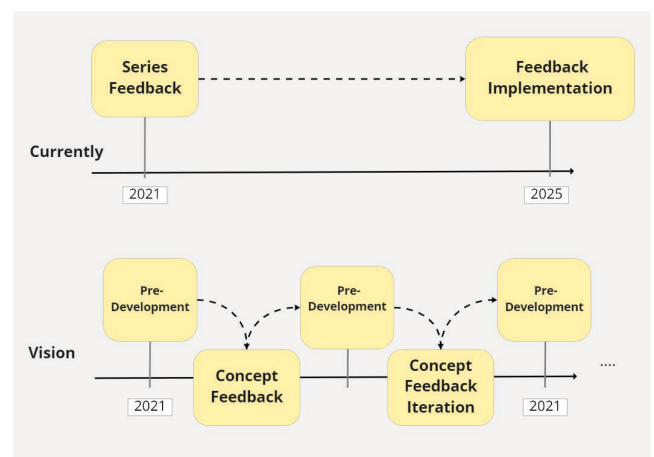 Series
Feedback
Feedback
Implementation
Currently
2021
2025
Pre-
Development
Pre-
Development
Pre-
Development
Vision
Concept
Feedback
Concept
Feedback
Iteration
....
2021
2021